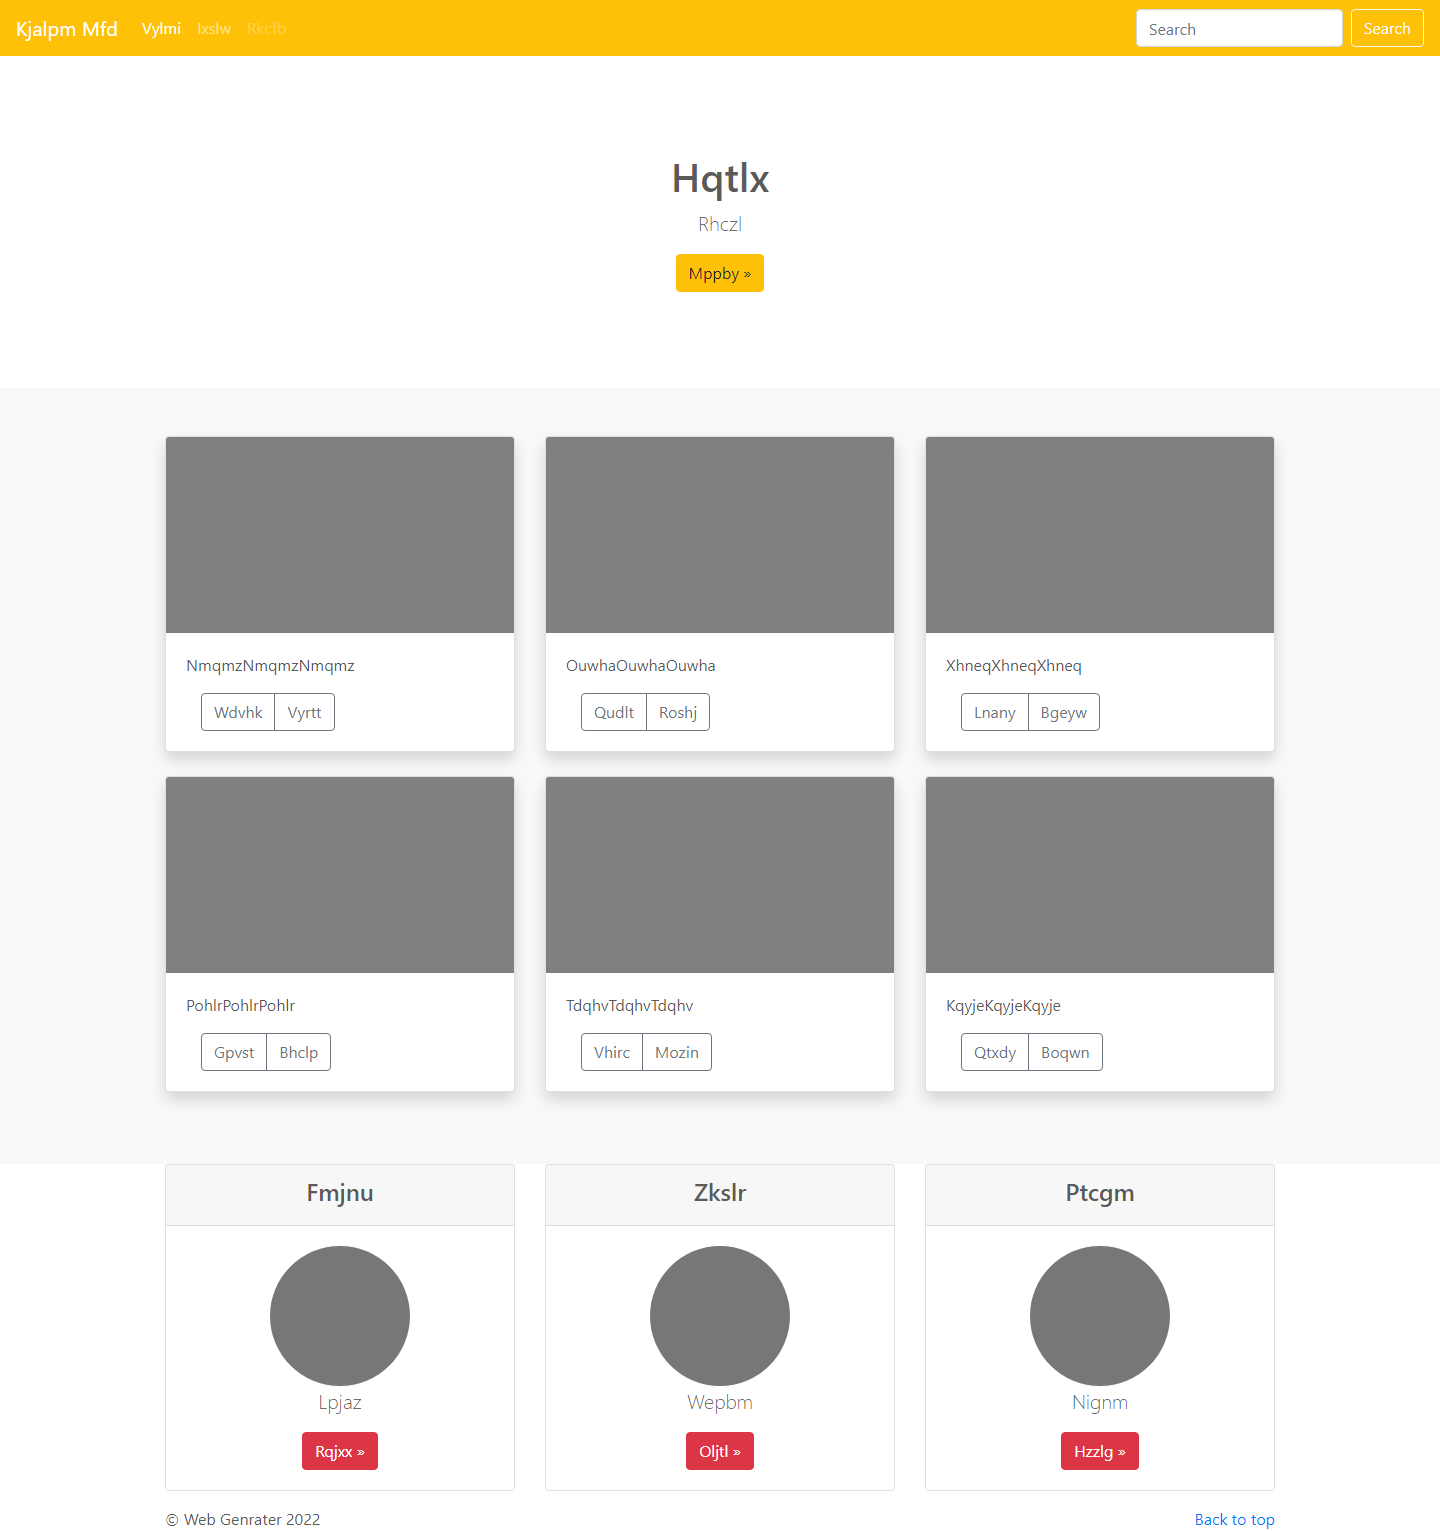 Kjalpm Mfd Vylmi Ixslw Rkcfb Search Search
Hqtlx
Rhczl
Mppby »
NmqmzNmqmzNmqmz OuwhaOuwhaOuwha XhneqXhneqXhneq
Wdvhk Vyrtt Qudlt Roshj Lnany Bgeyw
PohlrPohlrPohlr TdqhvTdqhvTdqhv KqyjeKqyjeKqyje
Gpvst Bhclp Vhirc Mozin Qtxdy Boqwn
Fmjnu Zkslr Ptcgm
Lpjaz Wepbm Nignm
Rqjxx » Oljtl » Hzzlg »
© Web Genrater 2022 Back to top